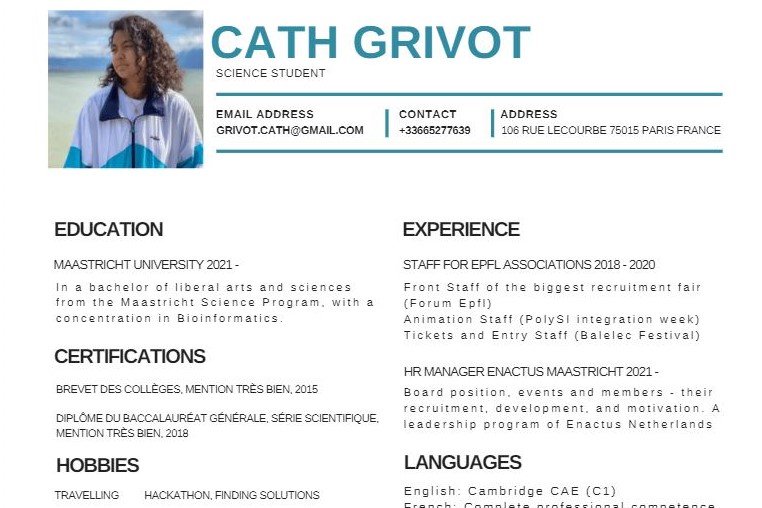 CATH GRIVOT
SCIENCE STUDENT
EMAIL ADDRESS
GRIVOT.CATH@GMAIL.COM
CONTACT
+33665277639
ADDRESS
106 RUE LECOURBE 75015 PARIS FRANCE
EDUCATION
MAASTRICHT UNIVERSITY 2021 -
In a bachelor of liberal arts and sciences
from the Maastricht Science Program, with a
concentration in Bioinformatics.
CERTIFICATIONS
BREVET DES COLLÈGES, MENTION TRÈS BIEN, 2015
DIPLÔME DU BACCALAURÉAT GÉNÉRALE, SÉRIE SCIENTIFIQUE,
MENTION TRÈS BIEN, 2018
HOBBIES
TRAVELLING HACKATHON, FINDING SOLUTIONS
EXPERIENCE
STAFF FOR EPFL ASSOCIATIONS 2018 - 2020
Front Staff of the biggest recruitment fair
(Forum Epfl)
Animation Staff (PolySI integration week)
Tickets and Entry Staff (Balelec Festival)
HR MANAGER ENACTUS MAASTRICHT 2021 -
Board position, events and members - their
recruitment, development, and motivation. A
leadership program of Enactus Netherlands
LANGUAGES
English: Cambridge CAE (C1)
French: Complete professional competence